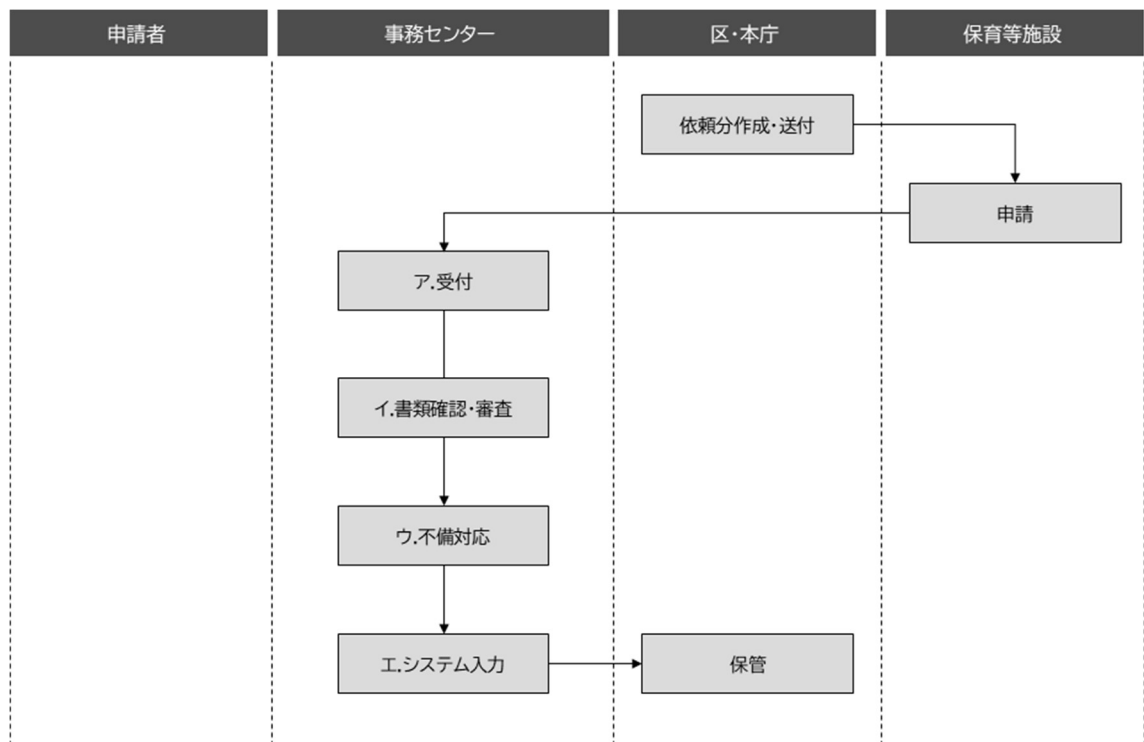 申請者
事務センター
区・本庁
保育等施設
依頼分作成・送付
申請
ア.受付
イ.書類確認・審査
ウ.不備対応
エ.システム入力
保管